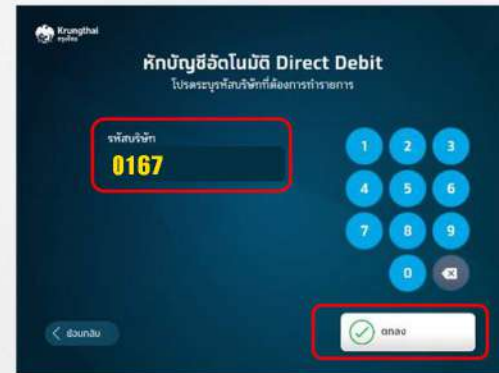 Krungthai
กรุงไทย
หักบัญชีอัตโนมัติ Direct Debit
โปรดระบุรหัสบริษัทที่ต้องการทำรายการ
รหัสบริษัท
0167
1 2 3
4 5 6
7 8 9
0
ย้อนกลับ
ตกลง